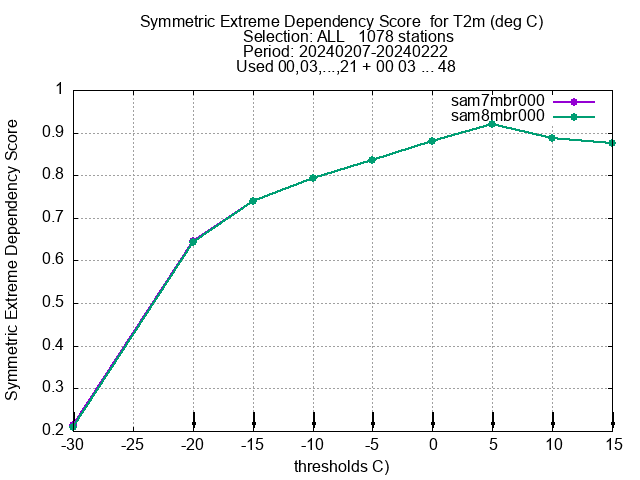 Symmetric Extreme Dependency Score  for T2m (deg C)
Selection: ALL   1078 stations
Period: 20240207-20240222
Used 00,03,...,21 + 00 03 ... 48
sam7mbr000
sam8mbr000
Symmetric Extreme Dependency Score
1
0.9
0.8
0.7
0.6
0.5
0.4
0.3
0.2
-30 -25 -20 -15 -10 -5 0 5 10 15
thresholds C)